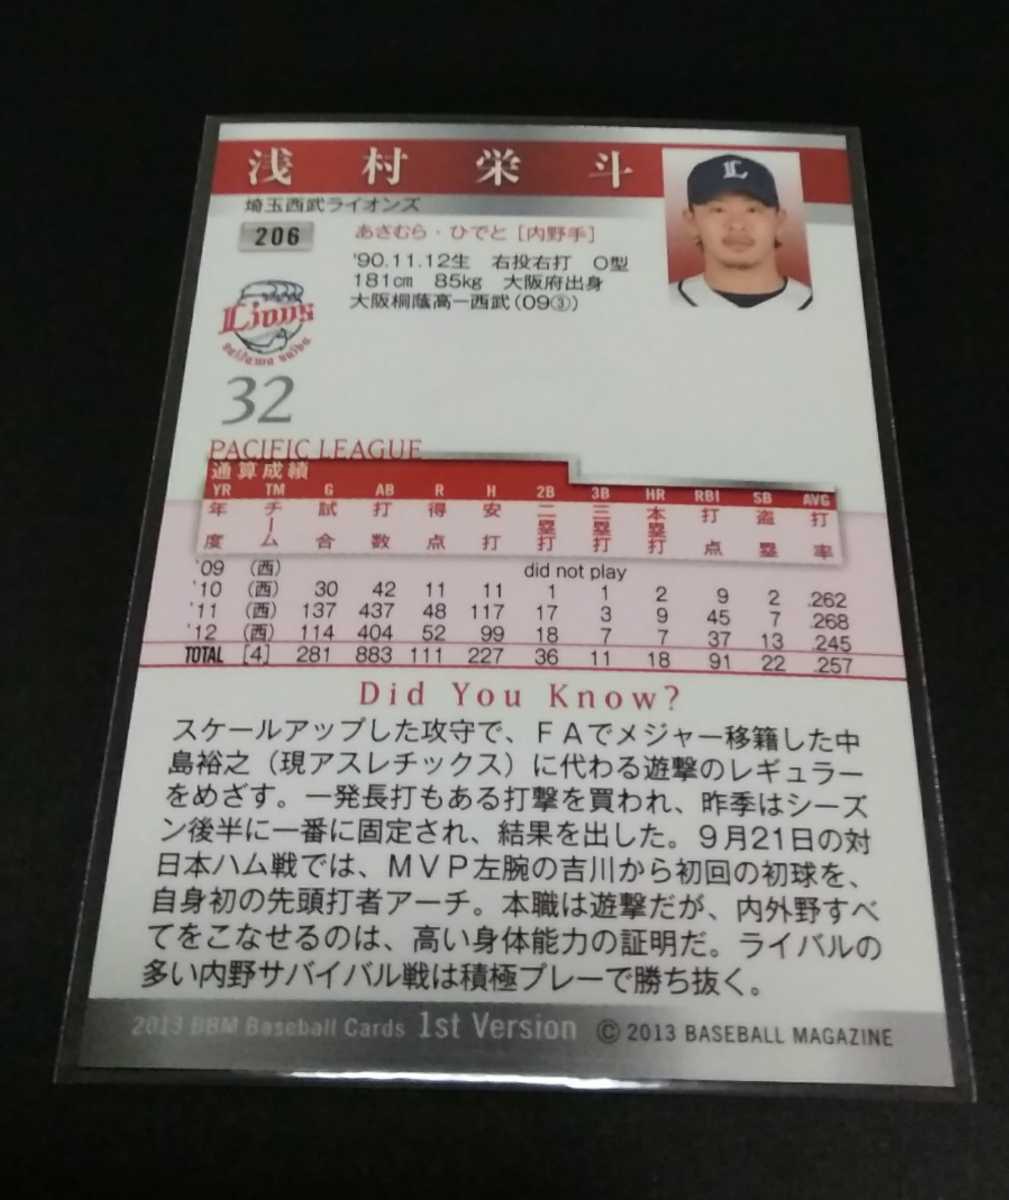 浅村栄斗
L
埼玉西武ライオンズ
206
あさむら・ひでと［内野手］
'90.11.12生 右投右打 O型
181cm 85kg 大阪府出身
大阪桐蔭高ー西武（09③）
Lions
Saitama Seibu
32
PACIFIC LEAGUE
通算成績
YR TM G AB R H 2B 3B HR RBI SB AVG
年度 チーム 試合 打数 得点 安打 二塁打 三塁打 本塁打 打点 盗塁 打率
'09 (西) did not play
'10 (西) 30 42 11 11 1 1 2 9 2 .262
'11 (西) 137 437 48 117 17 3 9 45 7 .268
'12 (西) 114 404 52 99 18 7 7 37 13 .245
TOTAL [4] 281 883 111 227 36 11 18 91 22 .257
Did You Know?
スケールアップした攻守で、ＦＡでメジャー移籍した中
島裕之（現アスレチックス）に代わる遊撃のレギュラー
をめざす。一発長打もある打撃を買われ、昨季はシーズ
ン後半に一番に固定され、結果を出した。９月21日の対
日本ハム戦では、ＭＶＰ左腕の吉川から初回の初球を、
自身初の先頭打者アーチ。本職は遊撃だが、内外野すべ
てをこなせるのは、高い身体能力の証明だ。ライバルの
多い内野サバイバル戦は積極プレーで勝ち抜く。
2013 BBM Baseball Cards 1st Version © 2013 BASEBALL MAGAZINE